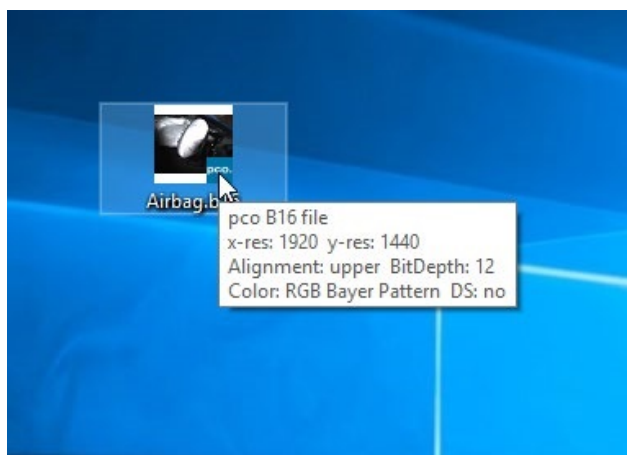 pco.
Airbag.b16
pco B16 file
x-res: 1920 y-res: 1440
Alignment: upper BitDepth: 12
Color: RGB Bayer Pattern DS: no